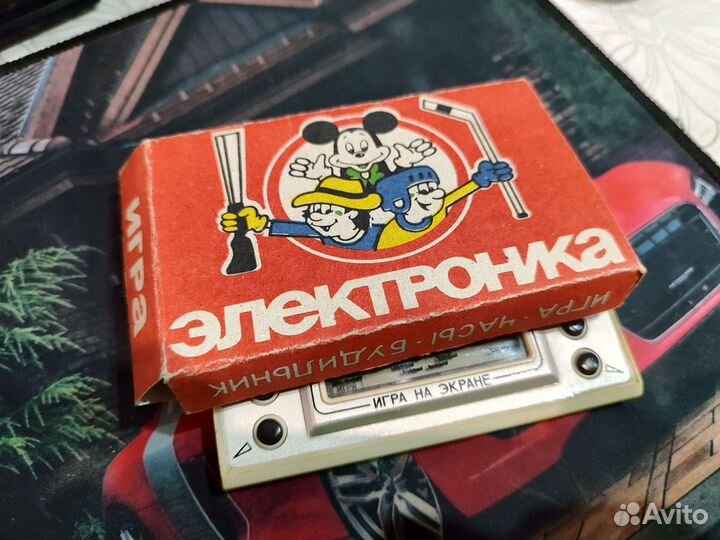 ЭЛЕКТРОНИКА
ИГРА
ИГРА · ЧАСЫ · БУДИЛЬНИК
ИГРА НА ЭКРАНЕ
Avito